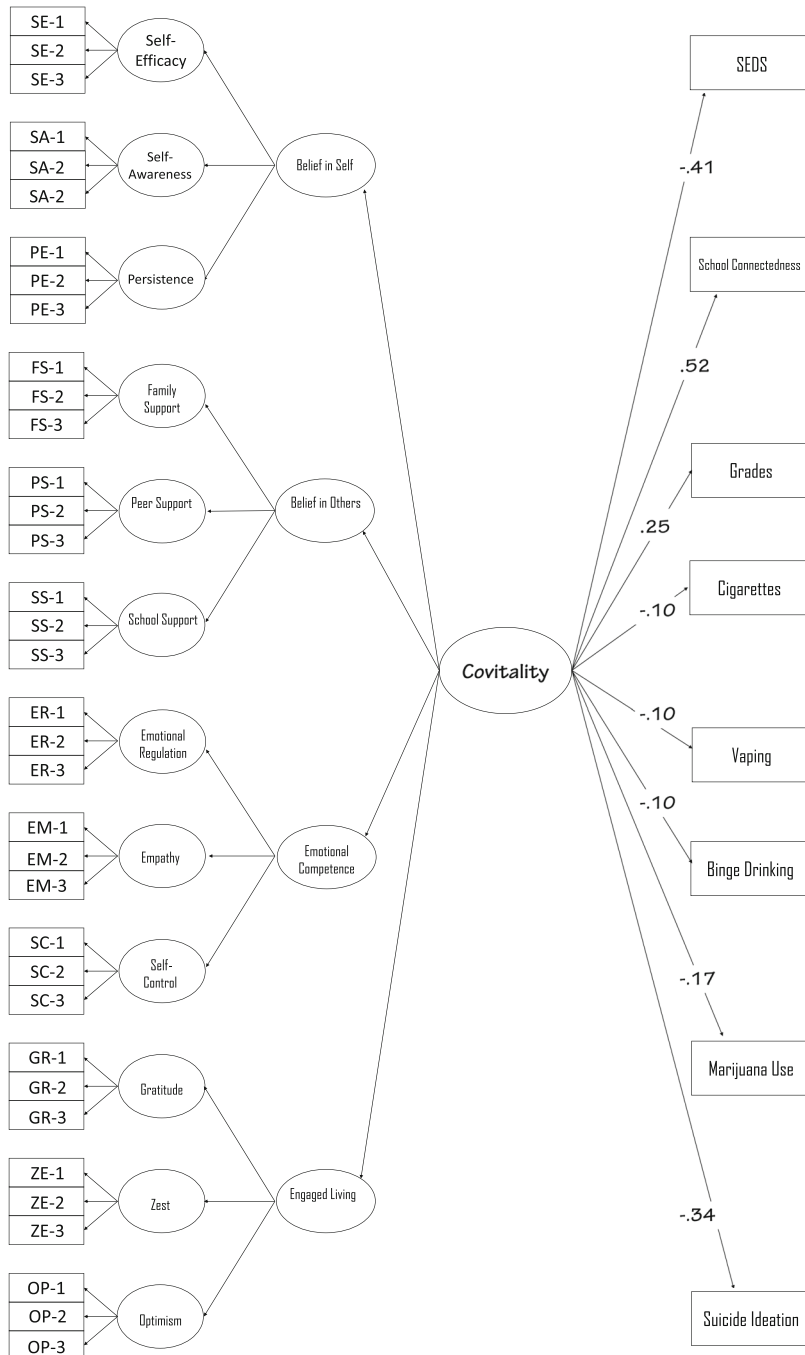 SE-1
SE-2
SE-3
Self-
Efficacy
SA-1
SA-2
SA-2
Self-
Awareness
Belief in Self
PE-1
PE-2
PE-3
Persistence
FS-1
FS-2
FS-3
Family
Support
PS-1
PS-2
PS-3
Peer Support
Belief in Others
SS-1
SS-2
SS-3
School Support
ER-1
ER-2
ER-3
Emotional
Regulation
EM-1
EM-2
EM-3
Empathy
Emotional
Competence
SC-1
SC-2
SC-3
Self-
Control
GR-1
GR-2
GR-3
Gratitude
ZE-1
ZE-2
ZE-3
Zest
Engaged Living
OP-1
OP-2
OP-3
Optimism
Covitality
-.41
SEDS
.52
School Connectedness
.25
Grades
-.10
Cigarettes
-.10
Vaping
-.10
Binge Drinking
-.17
Marijuana Use
-.34
Suicide Ideation